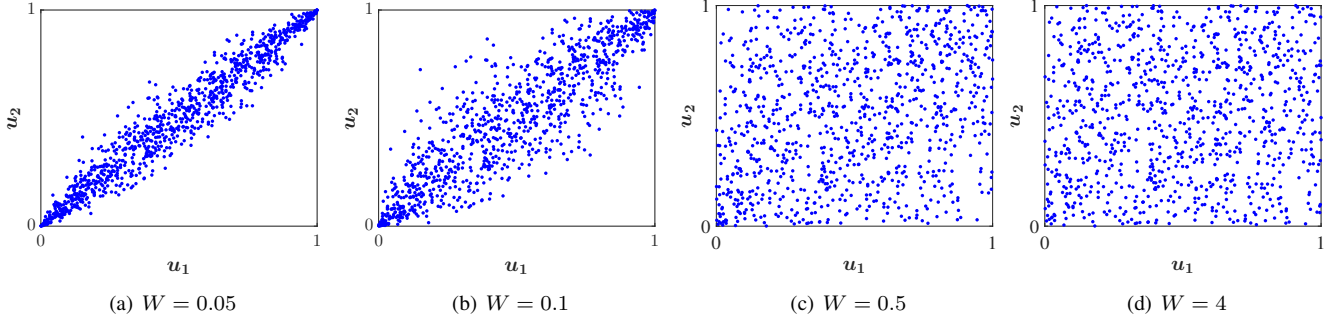 1
u₂
0
0
1
u₁
(a) W = 0.05
1
u₂
0
0
1
u₁
(b) W = 0.1
1
u₂
0
0
1
u₁
(c) W = 0.5
1
u₂
0
0
1
u₁
(d) W = 4